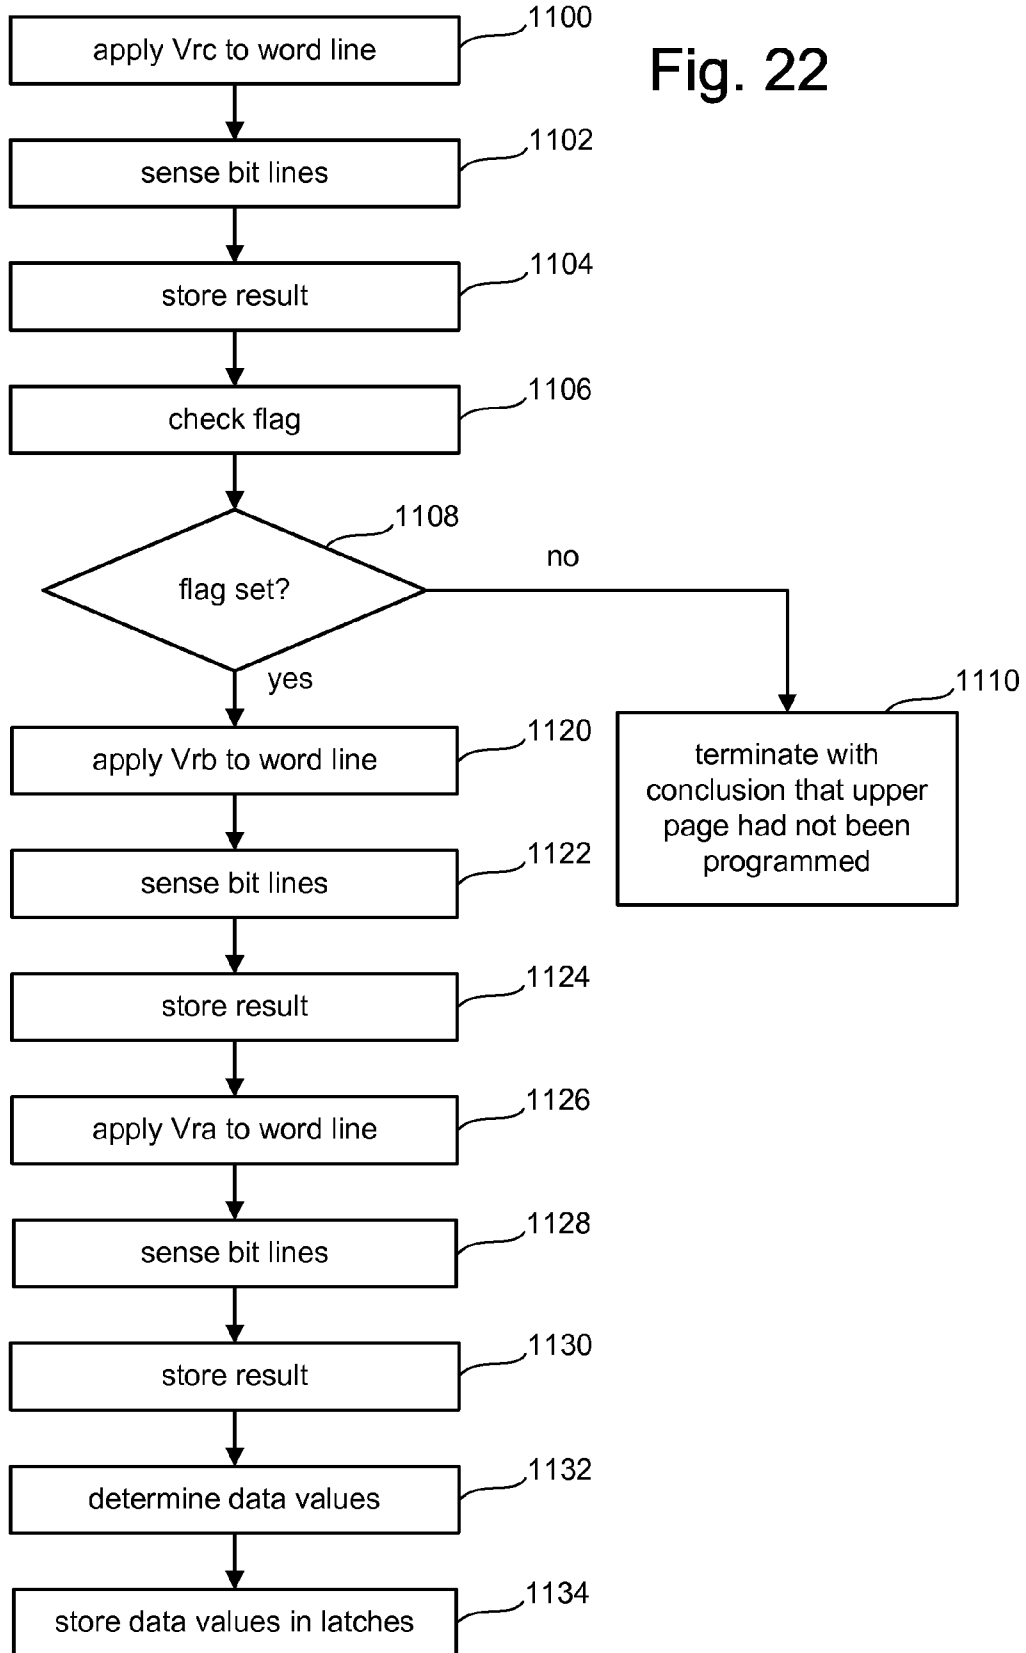 1100
apply Vrc to word line
Fig. 22
1102
sense bit lines
1104
store result
1106
check flag
1108
flag set?
no
yes
1110
terminate with
conclusion that upper
page had not been
programmed
1120
apply Vrb to word line
1122
sense bit lines
1124
store result
1126
apply Vra to word line
1128
sense bit lines
1130
store result
1132
determine data values
1134
store data values in latches